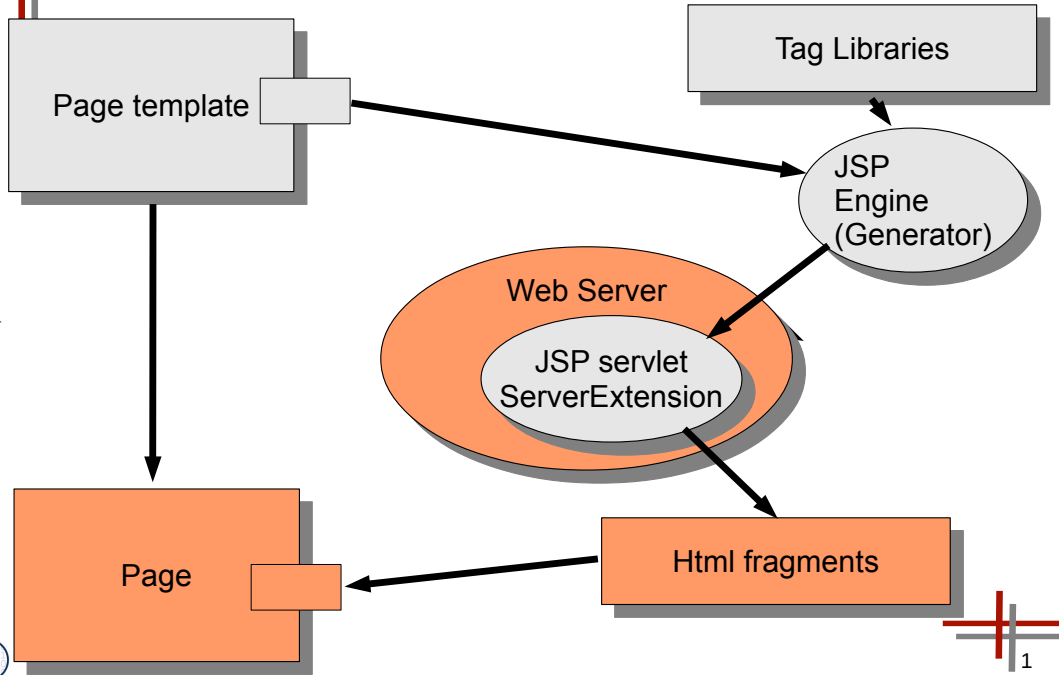 Tag Libraries
Page template
JSP
Engine
(Generator)
Web Server
JSP servlet
ServerExtension
Html fragments
Page
1